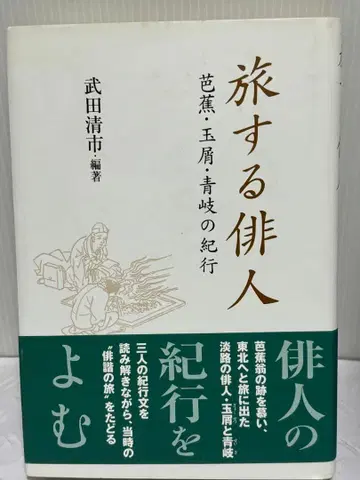 旅する俳人
芭蕉・玉屑・青岐の紀行
武田清市・編著
俳人の
紀行を
よむ
芭蕉翁の跡を慕い、
東北へと旅に出た
淡路の俳人・玉屑と青岐
三人の紀行文を
読み解きながら、当時の
“俳諧の旅”をたどる